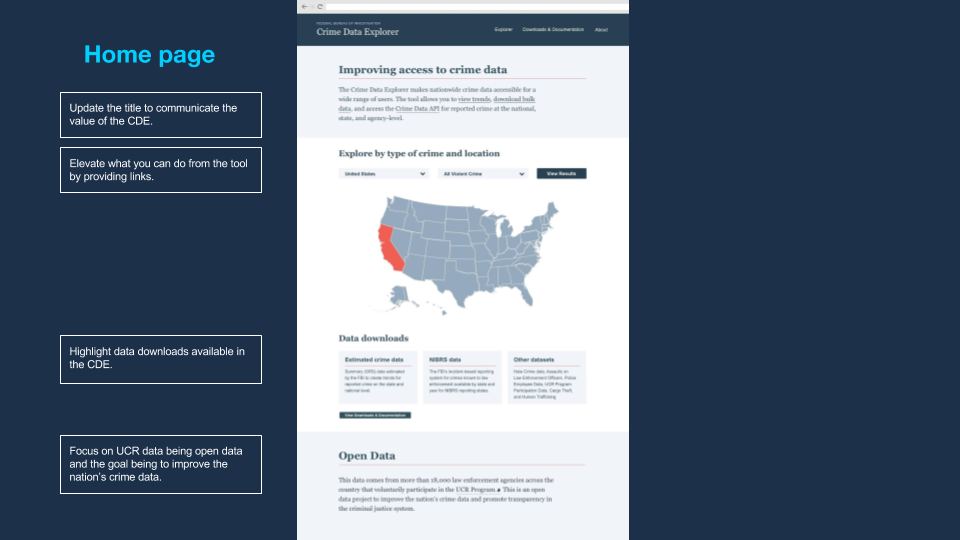 Home page
Update the title to communicate the
value of the CDE.
Elevate what you can do from the tool
by providing links.
Highlight data downloads available in
the CDE.
Focus on UCR data being open data
and the goal being to improve the
nation's crime data.
FEDERAL BUREAU OF INVESTIGATION
Crime Data Explorer
Explorer Downloads & Documentation About
Improving access to crime data
The Crime Data Explorer makes nationwide crime data accessible for a
wide range of users. The tool allows you to view trends, download bulk
data, and access the Crime Data API for reported crime at the national,
state, and agency-level.
Explore by type of crime and location
United States All Violent Crime View Results
Data downloads
Estimated crime data
Summary (SRS) data estimated
by the FBI to create trends for
reported crime on the state and
national level.
NIBRS data
The FBI's incident-based reporting
system for crimes known to law
enforcement available by state and
year for NIBRS reporting states
Other datasets
Hate Crime data, Assaults on
Law Enforcement Officers, Police
Employee Data, UCR Program
Participation Data, Cargo Theft,
and Human Trafficking
View Downloads & Documentation
Open Data
This data comes from more than 18,000 law enforcement agencies across the
country that voluntarily participate in the UCR Program. This is an open
data project to improve the nation's crime data and promote transparency in
the criminal justice system.